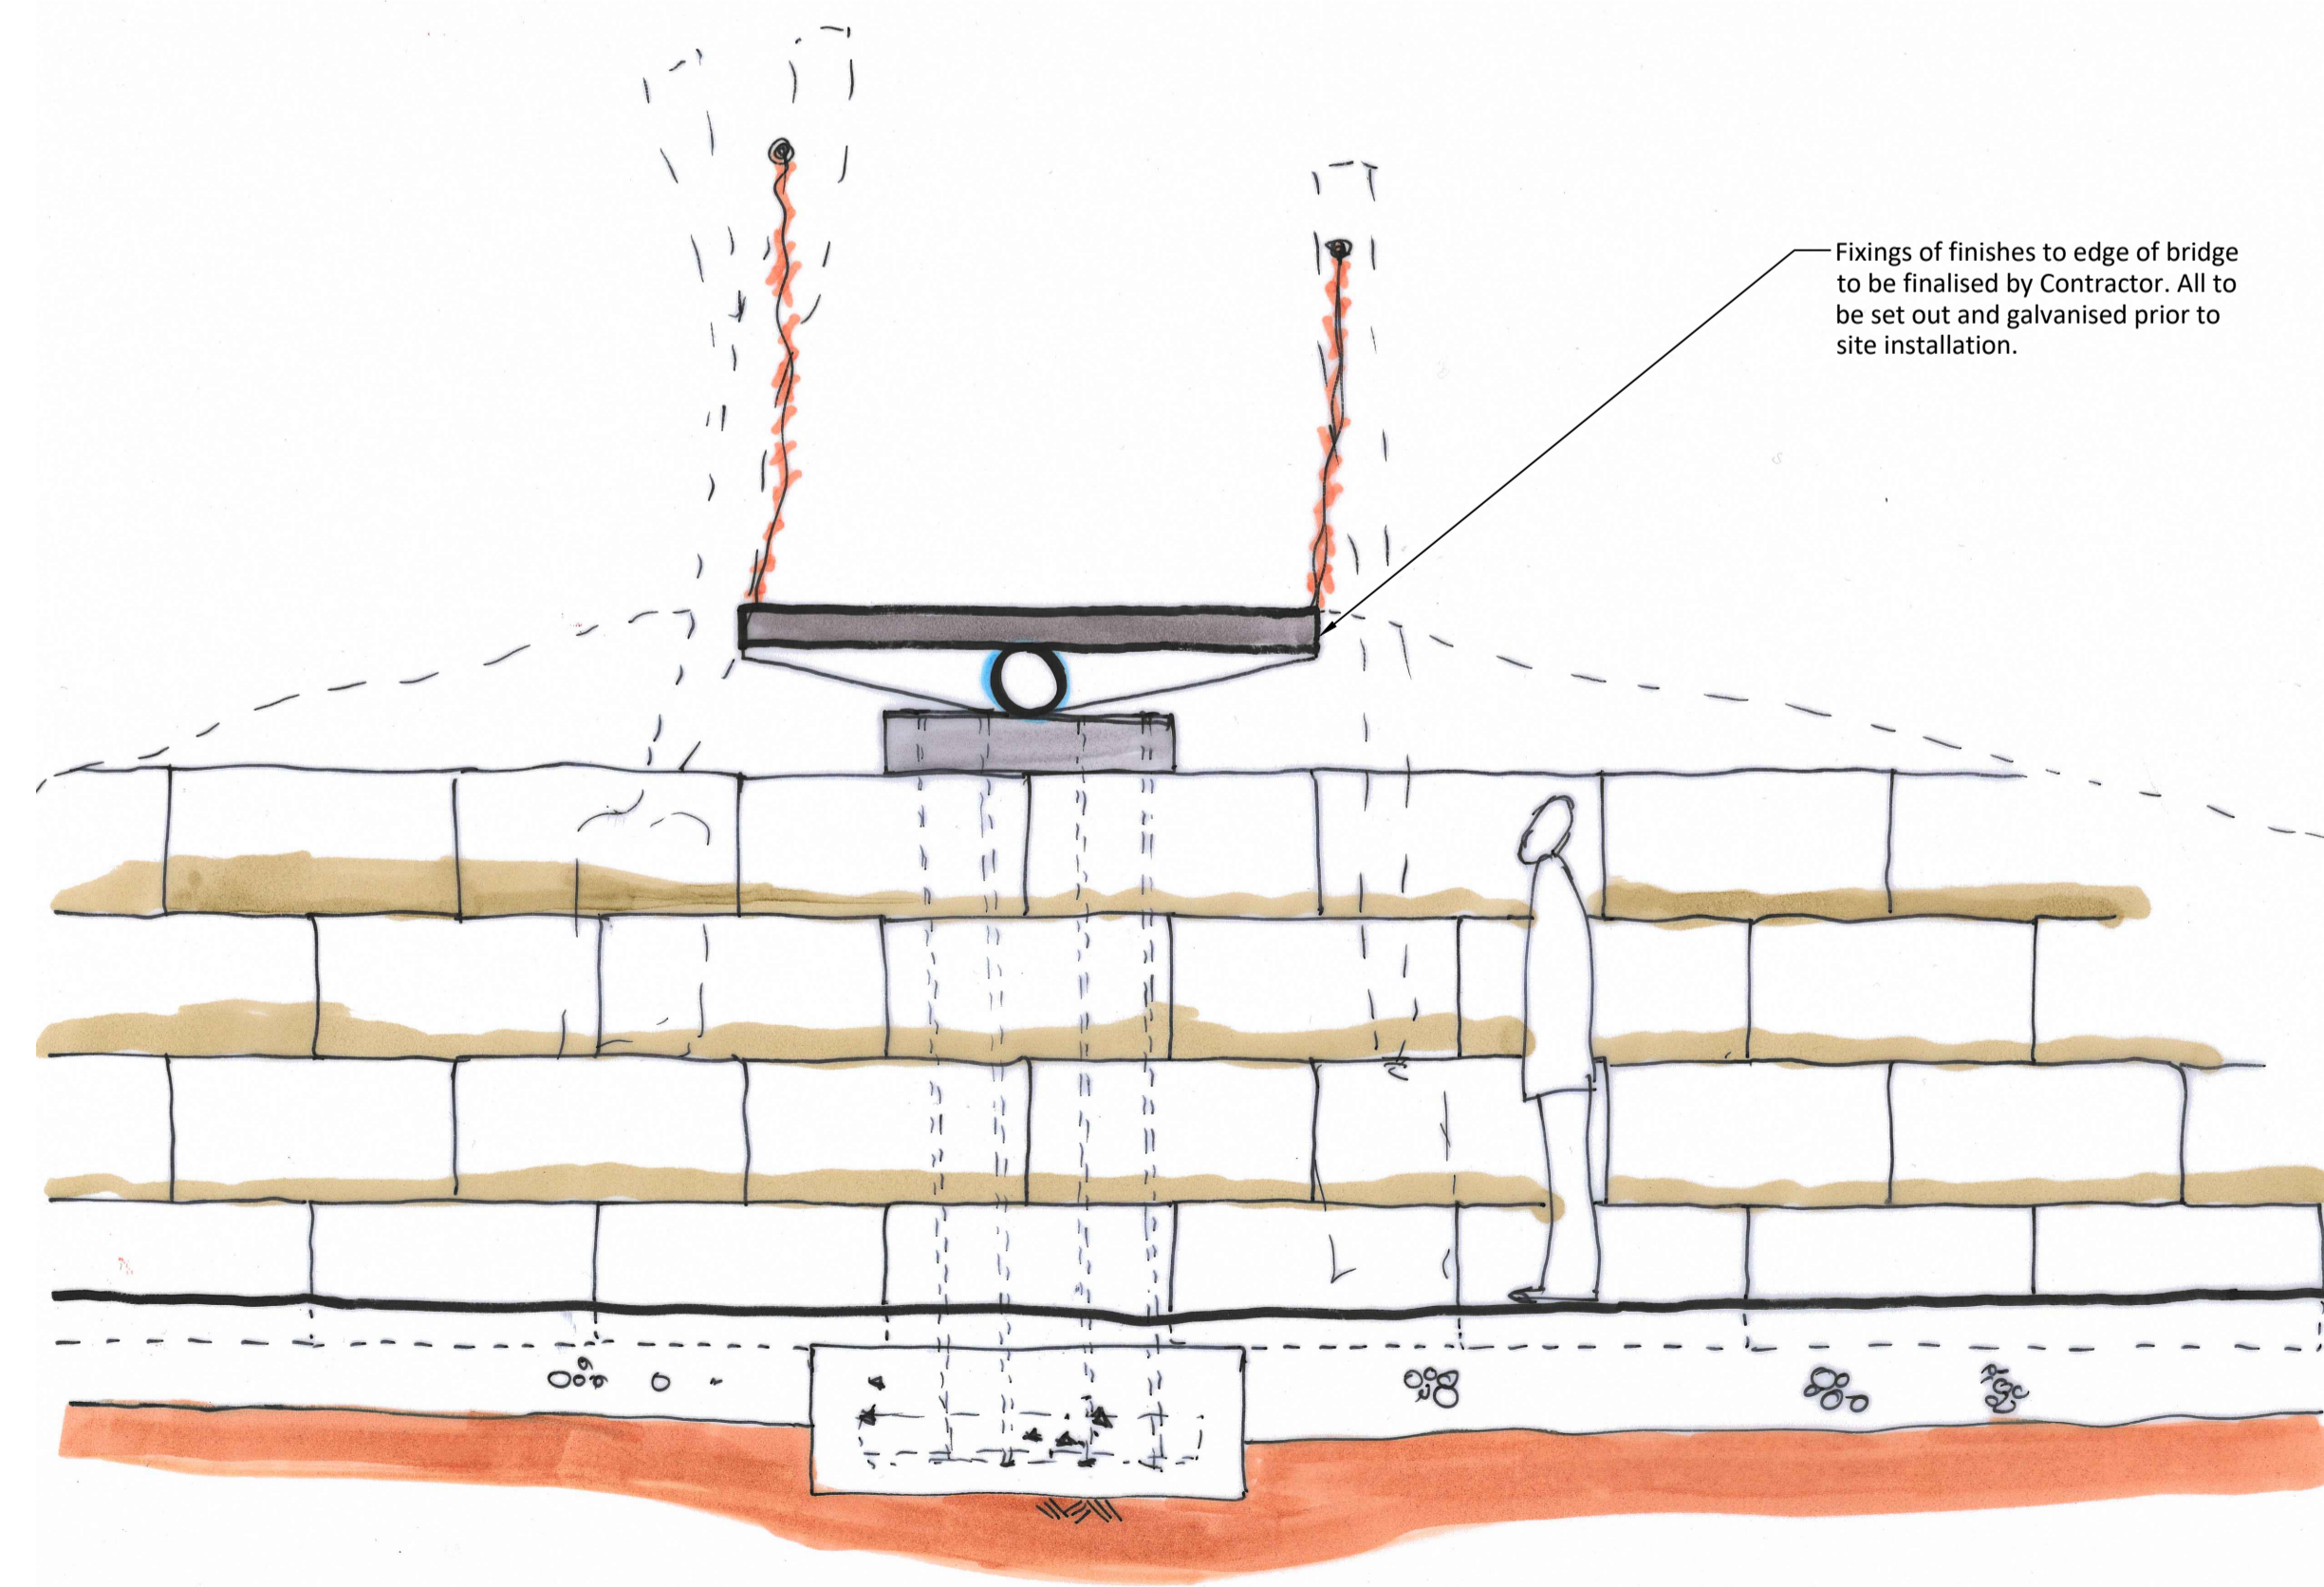 Fixings of finishes to edge of bridge
to be finalised by Contractor. All to
be set out and galvanised prior to
site installation.